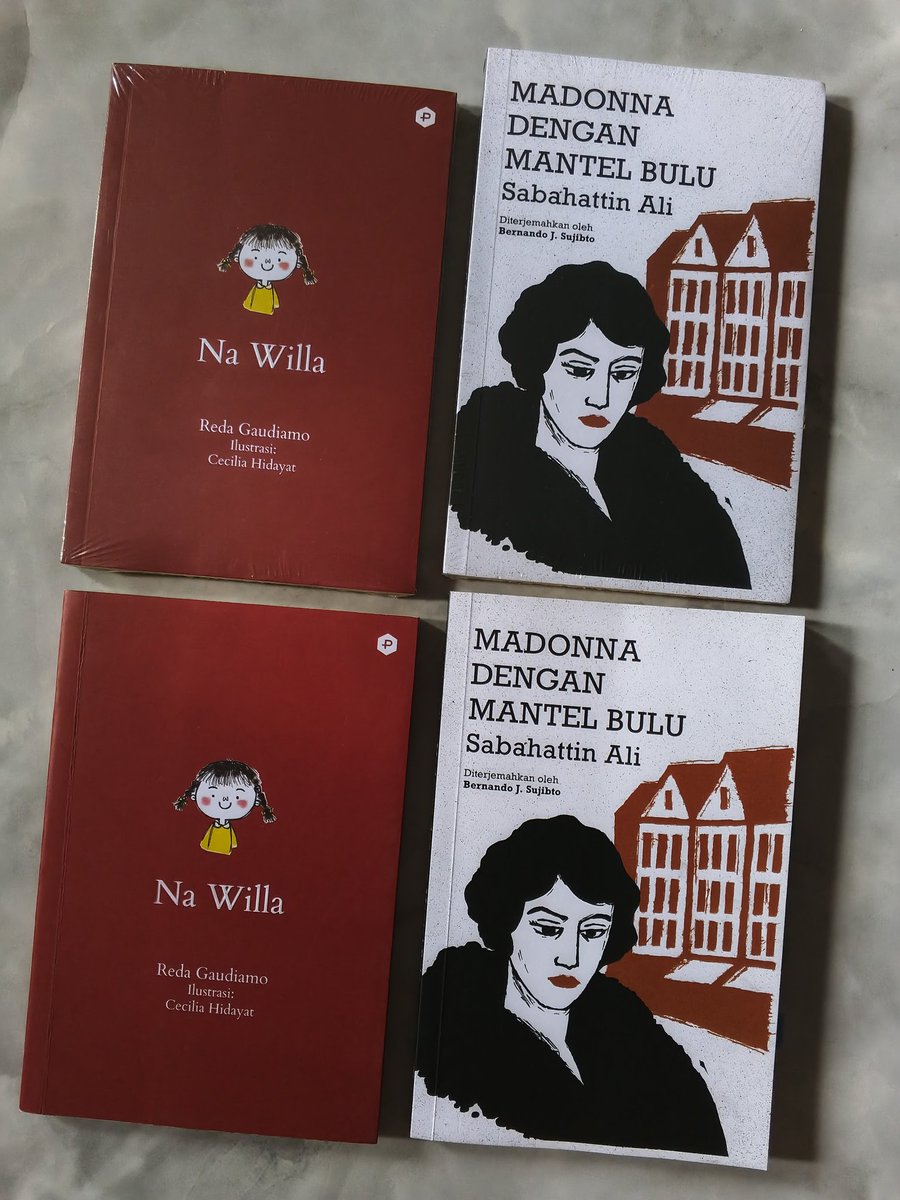 Na Willa
Reda Gaudiamo
Ilustrasi:
Cecilia Hidayat
MADONNA
DENGAN
MANTEL BULU
Sabahattin Ali
Diterjemahkan oleh
Bernando J. Sujibto
Na Willa
Reda Gaudiamo
Ilustrasi:
Cecilia Hidayat
MADONNA
DENGAN
MANTEL BULU
Sabahattin Ali
Diterjemahkan oleh
Bernando J. Sujibto